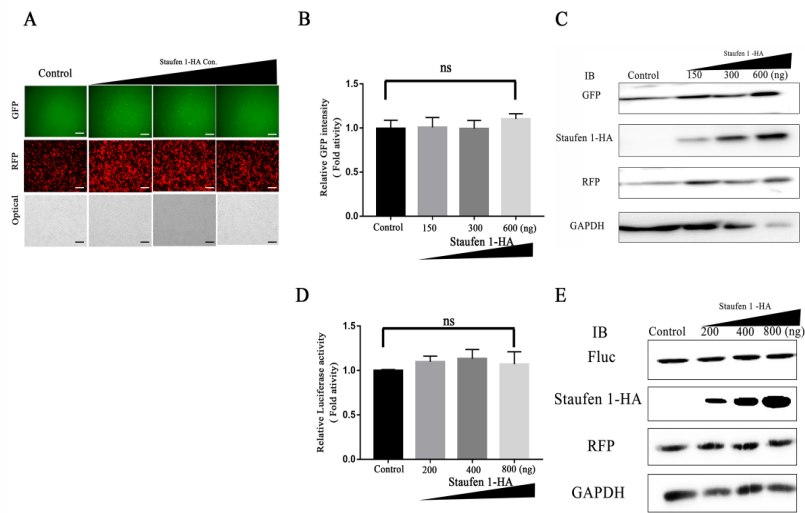 A
Staufen 1-HA Con.
Control
GFP
RFP
Optical
B
ns
1.5
1.0
0.5
0.0
Relative GFP intensity
( Fold ativity)
Control 150 300 600 (ng)
Staufen 1-HA
C
Staufen 1 -HA
IB Control 150 300 600 (ng)
GFP
Staufen 1-HA
RFP
GAPDH
D
ns
1.5
1.0
0.5
0.0
Relative Luciferase activity
( Fold ativity)
Control 200 400 800 (ng)
Staufen 1-HA
E
Staufen 1 -HA
IB Control 200 400 800 (ng)
Fluc
Staufen 1-HA
RFP
GAPDH